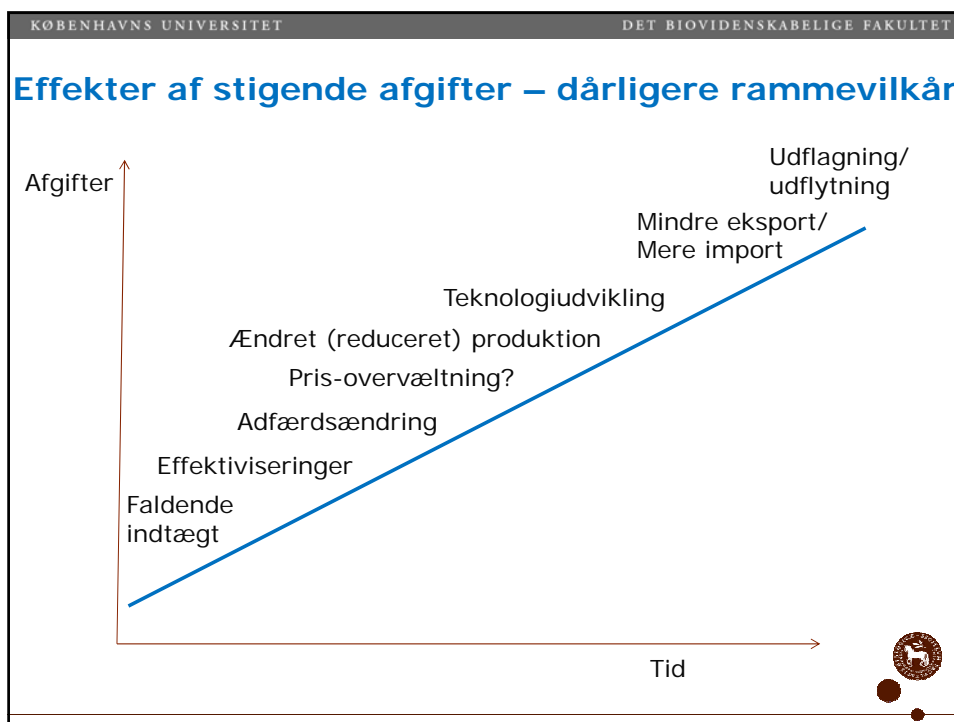 KØBENHAVNS UNIVERSITET
DET BIOVIDENSKABELIGE FAKULTET
Effekter af stigende afgifter – dårligere rammevilkår
Afgifter
Udflagning/
udflytning
Mindre eksport/
Mere import
Teknologiudvikling
Ændret (reduceret) produktion
Pris-overvæltning?
Adfærdsændring
Effektiviseringer
Faldende
indtægt
Tid